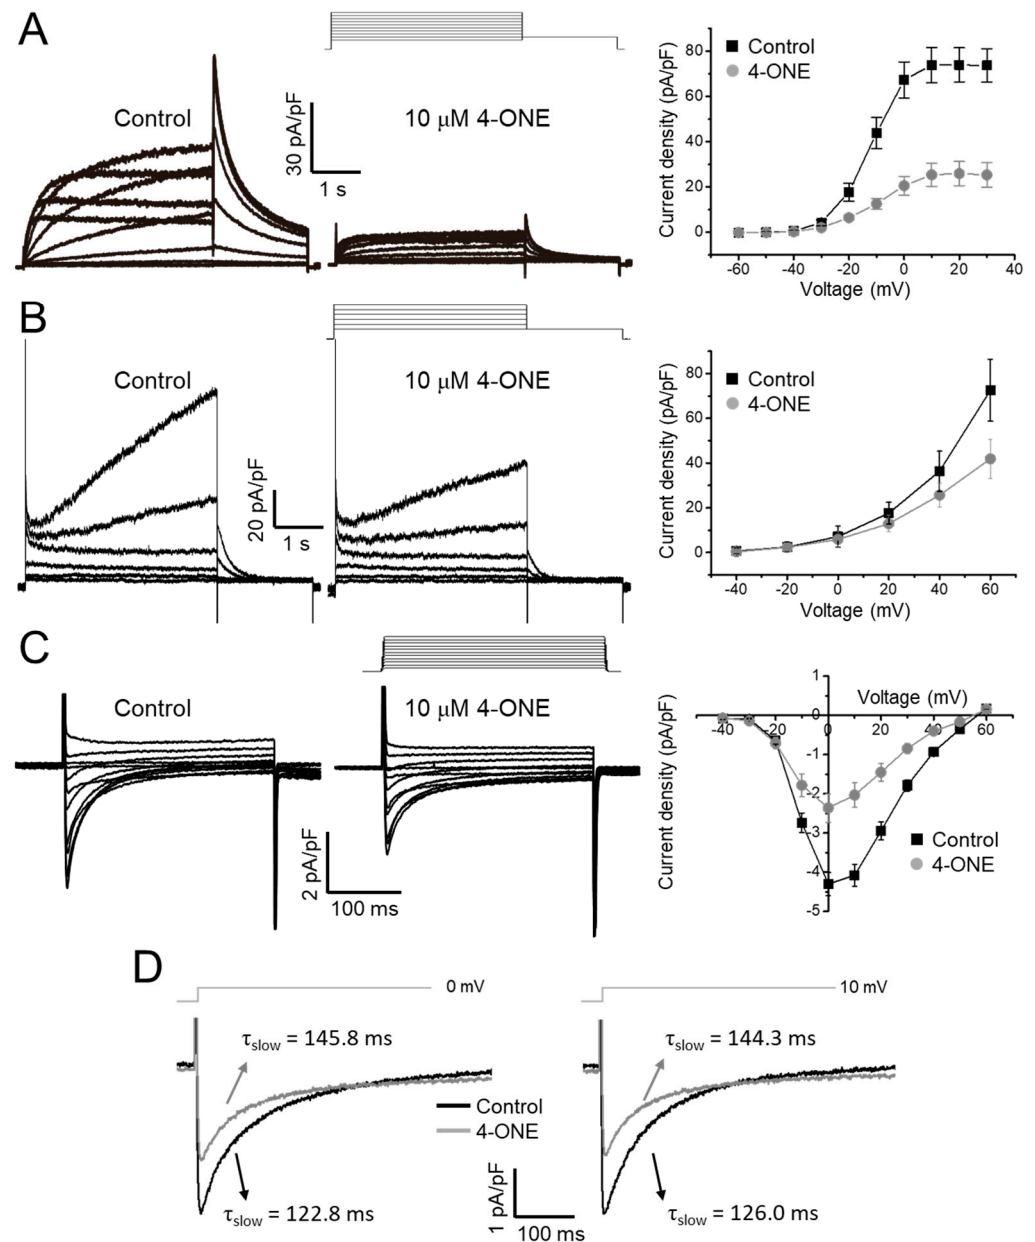 A
Control
10 μM 4-ONE
30 pA/pF
1 s
Control
4-ONE
Current density (pA/pF)
80
60
40
20
0
-60 -40 -20 0 20 40
Voltage (mV)
B
Control
10 μM 4-ONE
20 pA/pF
1 s
Control
4-ONE
Current density (pA/pF)
80
60
40
20
0
-40 -20 0 20 40 60
Voltage (mV)
C
Control
10 μM 4-ONE
2 pA/pF
100 ms
Voltage (mV)
Current density (pA/pF)
1
-40 -20 0 20 40 60
0
-1
-2
-3
-4
-5
Control
4-ONE
D
0 mV
10 mV
τslow = 145.8 ms
τslow = 144.3 ms
Control
4-ONE
τslow = 122.8 ms
τslow = 126.0 ms
1 pA/pF
100 ms